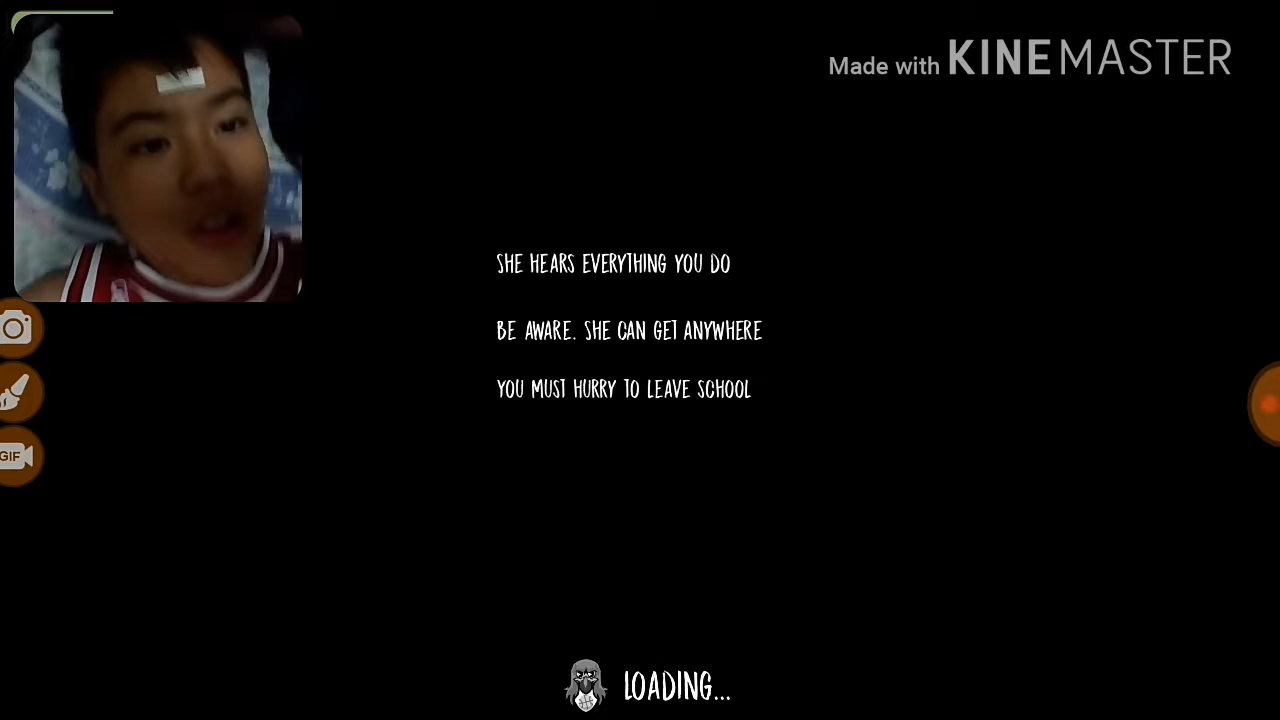 Made with KINEMASTER
SHE HEARS EVERYTHING YOU DO
BE AWARE. SHE CAN GET ANYWHERE
YOU MUST HURRY TO LEAVE SCHOOL
GIF
LOADING...